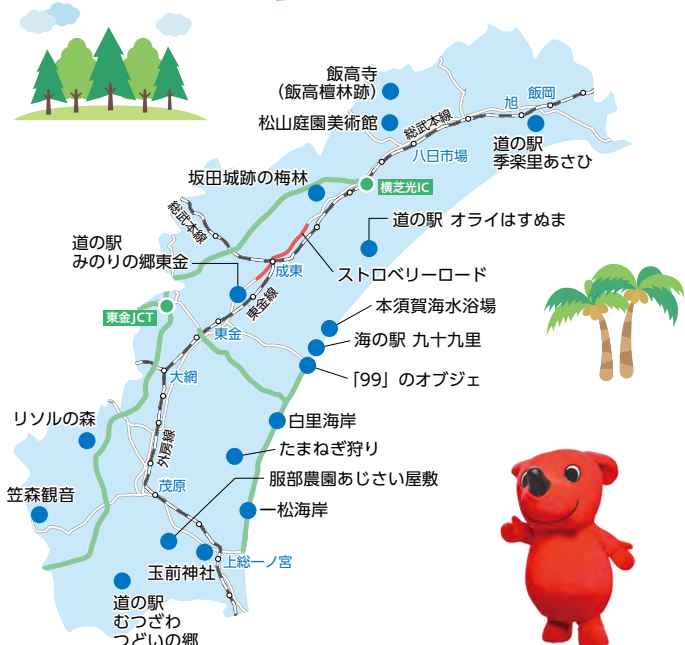 飯高寺
（飯高檀林跡）
松山庭園美術館
総武本線
旭
飯岡
八日市場
道の駅
季楽里あさひ
坂田城跡の梅林
横芝光IC
総武本線
道の駅 オライはすぬま
道の駅
みのりの郷東金
成東
ストロベリーロード
東金線
本須賀海水浴場
東金JCT
東金
海の駅 九十九里
「99」のオブジェ
大網
リソルの森
白里海岸
外房線
たまねぎ狩り
服部農園あじさい屋敷
茂原
笠森観音
一松海岸
上総一ノ宮
玉前神社
道の駅
むつざわ
つどいの郷